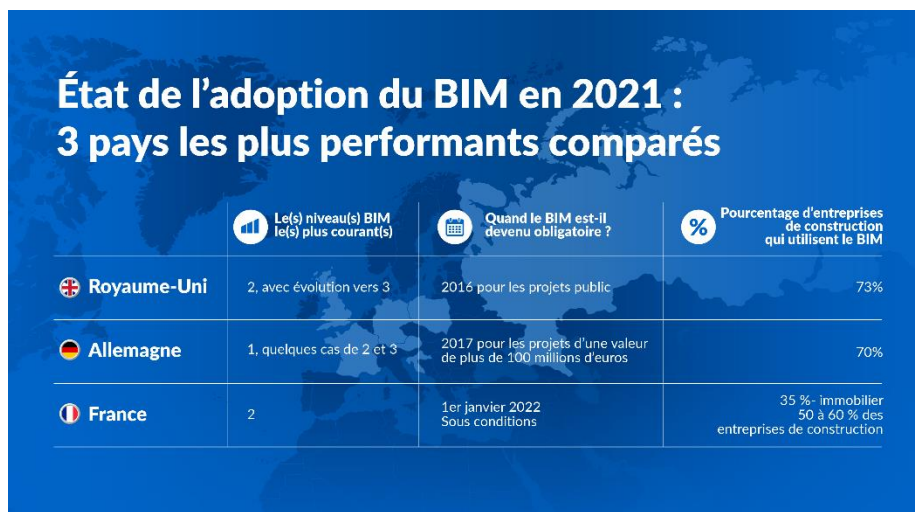 État de l’adoption du BIM en 2021 :
3 pays les plus performants comparés
Le(s) niveau(s) BIM
le(s) plus courant(s)
Quand le BIM est-il
devenu obligatoire ?
%
Pourcentage d’entreprises
de construction
qui utilisent le BIM
Royaume-Uni
2, avec évolution vers 3
2016 pour les projets public
73%
Allemagne
1, quelques cas de 2 et 3
2017 pour les projets d’une valeur
de plus de 100 millions d’euros
70%
France
2
1er janvier 2022
Sous conditions
35 %- immobilier
50 à 60 % des
entreprises de construction